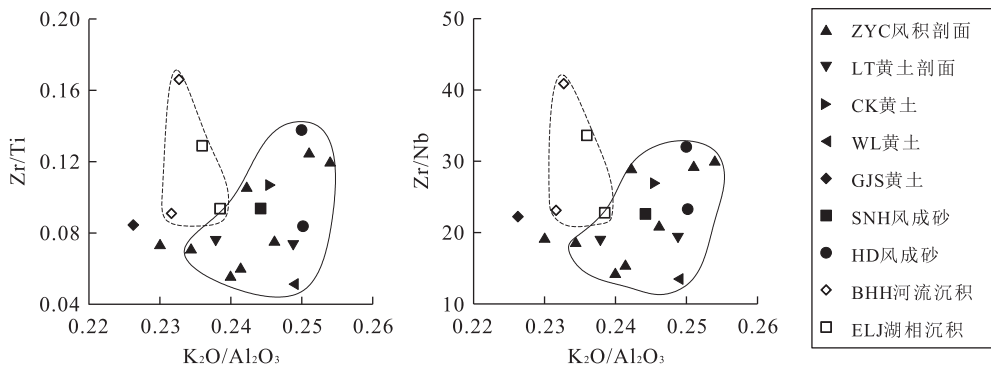 0.20
0.16
0.12
0.08
0.04
Zr/Ti
0.22 0.23 0.24 0.25 0.26
K₂O/Al₂O₃
50
40
30
20
10
Zr/Nb
0.22 0.23 0.24 0.25 0.26
K₂O/Al₂O₃
ZYC风积剖面
LT黄土剖面
CK黄土
WL黄土
GJS黄土
SNH风成砂
HD风成砂
BHH河流沉积
ELJ湖相沉积